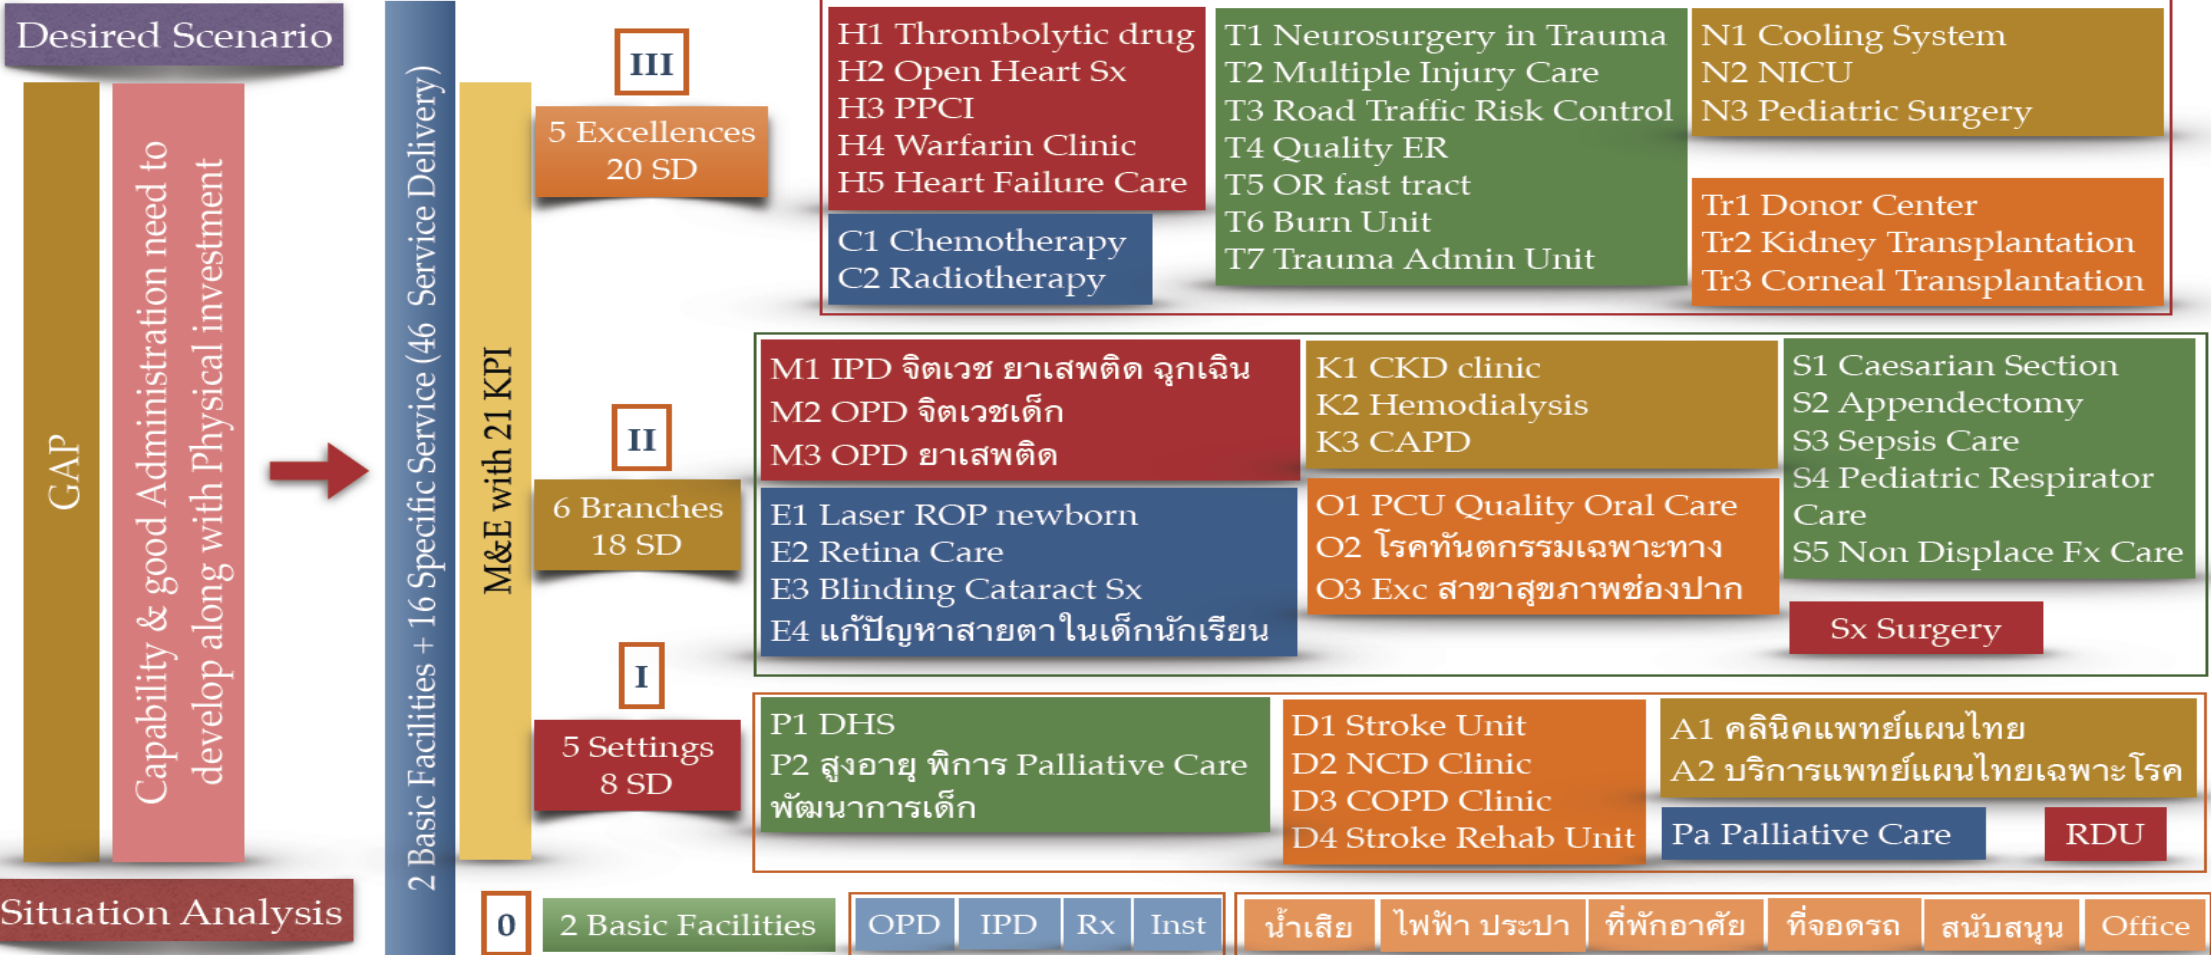 Desired Scenario
GAP
Capability & good Administration need to
develop along with Physical investment
Situation Analysis
2 Basic Facilities + 16 Specific Service (46 Service Delivery)
M&E with 21 KPI
III
5 Excellences
20 SD
H1 Thrombolytic drug
H2 Open Heart Sx
H3 PPCI
H4 Warfarin Clinic
H5 Heart Failure Care
C1 Chemotherapy
C2 Radiotherapy
T1 Neurosurgery in Trauma
T2 Multiple Injury Care
T3 Road Traffic Risk Control
T4 Quality ER
T5 OR fast tract
T6 Burn Unit
T7 Trauma Admin Unit
N1 Cooling System
N2 NICU
N3 Pediatric Surgery
Tr1 Donor Center
Tr2 Kidney Transplantation
Tr3 Corneal Transplantation
II
6 Branches
18 SD
M1 IPD จิตเวช ยาเสพติด ฉุกเฉิน
M2 OPD จิตเวชเด็ก
M3 OPD ยาเสพติด
E1 Laser ROP newborn
E2 Retina Care
E3 Blinding Cataract Sx
E4 แก้ปัญหาสายตาในเด็กนักเรียน
K1 CKD clinic
K2 Hemodialysis
K3 CAPD
O1 PCU Quality Oral Care
O2 โรคทันตกรรมเฉพาะทาง
O3 Exc สาขาสุขภาพช่องปาก
S1 Caesarian Section
S2 Appendectomy
S3 Sepsis Care
S4 Pediatric Respirator
Care
S5 Non Displace Fx Care
Sx Surgery
I
5 Settings
8 SD
P1 DHS
P2 สูงอายุ พิการ Palliative Care
พัฒนาการเด็ก
D1 Stroke Unit
D2 NCD Clinic
D3 COPD Clinic
D4 Stroke Rehab Unit
A1 คลินิคแพทย์แผนไทย
A2 บริการแพทย์แผนไทยเฉพาะโรค
Pa Palliative Care
RDU
0
2 Basic Facilities
OPD
IPD
Rx
Inst
น้ำเสีย
ไฟฟ้า ประปา
ที่พักอาศัย
ที่จอดรถ
สนับสนุน
Office